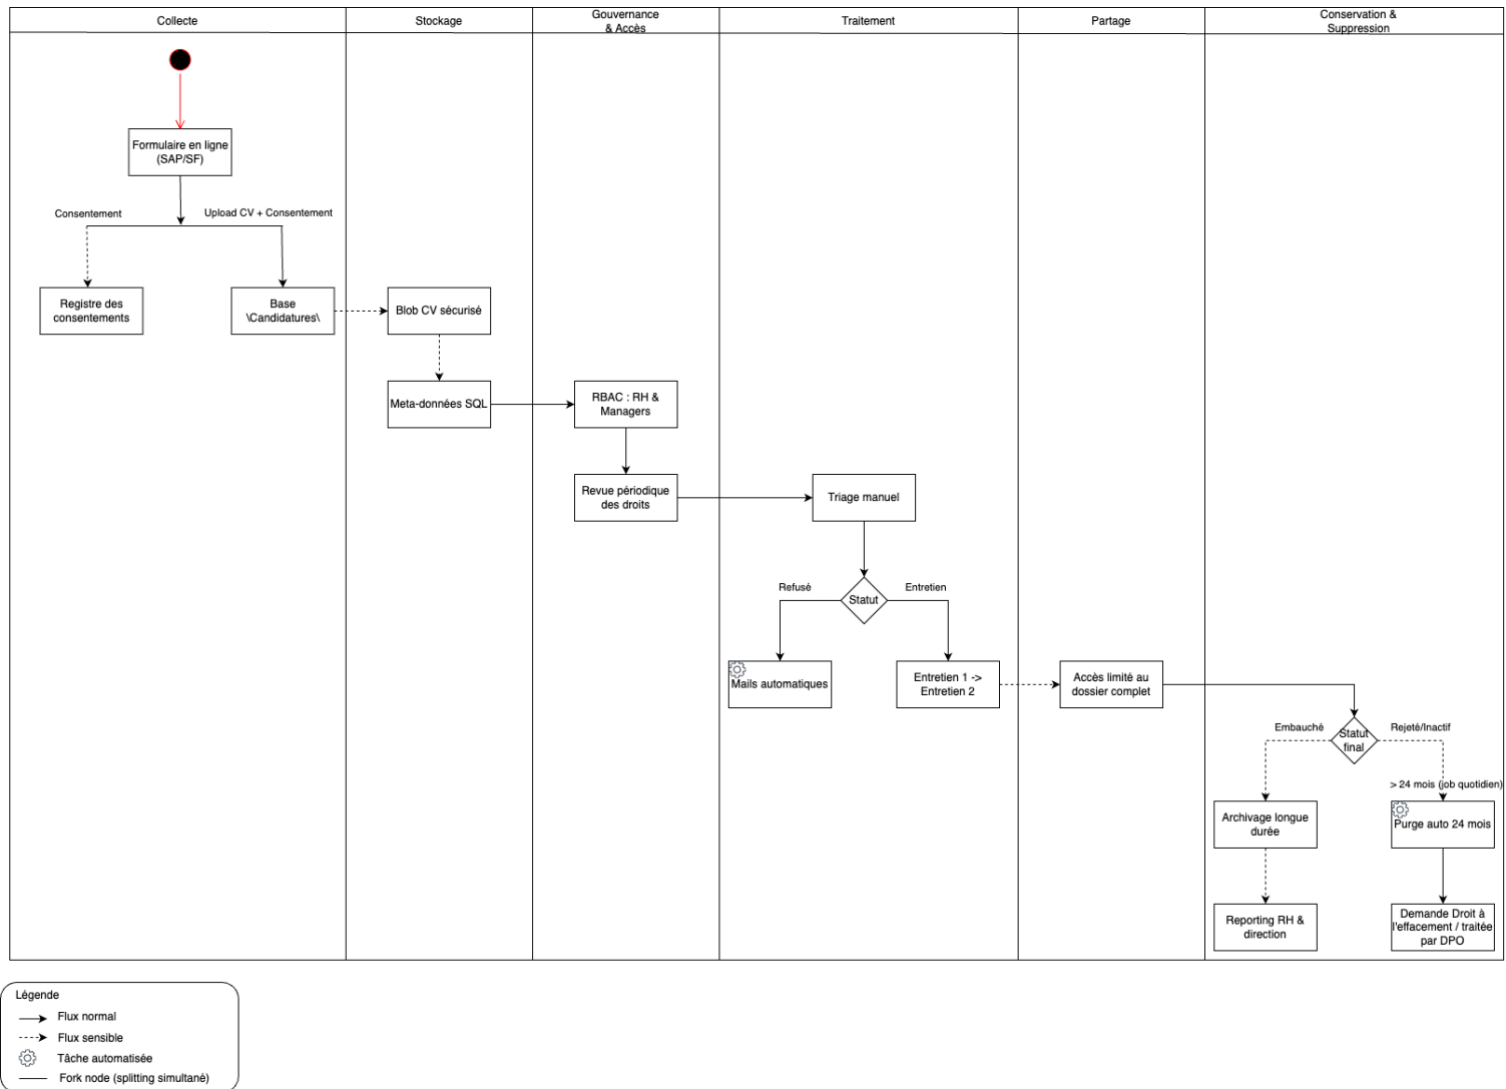 Collecte
Stockage
Gouvernance
& Accès
Traitement
Partage
Conservation &
Suppression
Formulaire en ligne
(SAP/SF)
Consentement
Upload CV + Consentement
Registre des
consentements
Base
\Candidatures\
Blob CV sécurisé
Meta-données SQL
RBAC : RH &
Managers
Revue périodique
des droits
Triage manuel
Refusé
Statut
Entretien
Mails automatiques
Entretien 1 ->
Entretien 2
Accès limité au
dossier complet
Embauché
Statut
final
Rejeté/Inactif
> 24 mois (job quotidien)
Archivage longue
durée
Purge auto 24 mois
Reporting RH &
direction
Demande Droit à
l'effacement / traitée
par DPO
Légende
Flux normal
Flux sensible
Tâche automatisée
Fork node (splitting simultané)